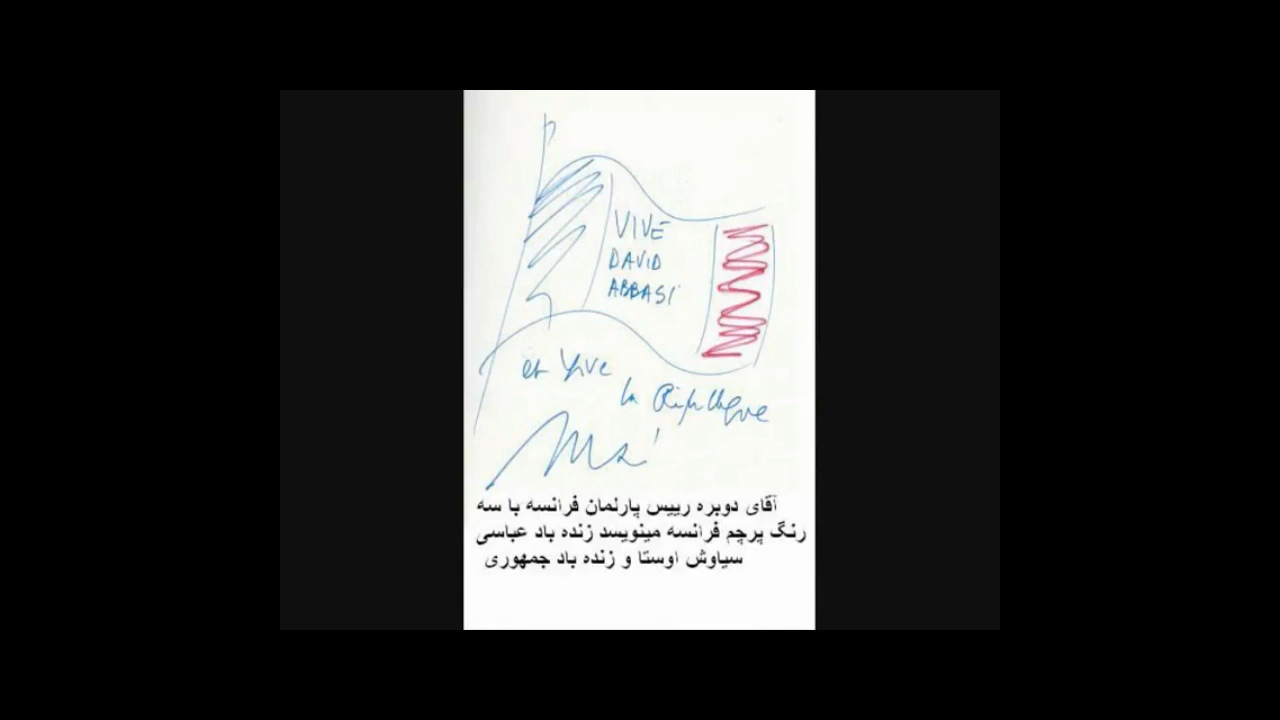 VIVE
DAVID
ABBASI
et Vive
la République
آقای دوبره رییس پارلمان فرانسه با سه
رنگ پرچم فرانسه مینویسد زنده باد عباسی
سیاوش اوستا و زنده باد جمهوری